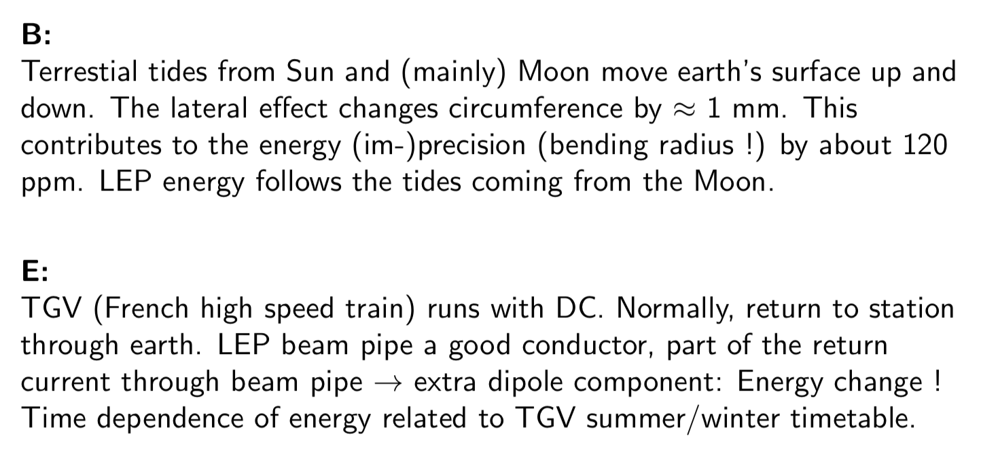 B:
Terrestial tides from Sun and (mainly) Moon move earth's surface up and
down. The lateral effect changes circumference by ≈ 1 mm. This
contributes to the energy (im-)precision (bending radius !) by about 120
ppm. LEP energy follows the tides coming from the Moon.
E:
TGV (French high speed train) runs with DC. Normally, return to station
through earth. LEP beam pipe a good conductor, part of the return
current through beam pipe → extra dipole component: Energy change !
Time dependence of energy related to TGV summer/winter timetable.